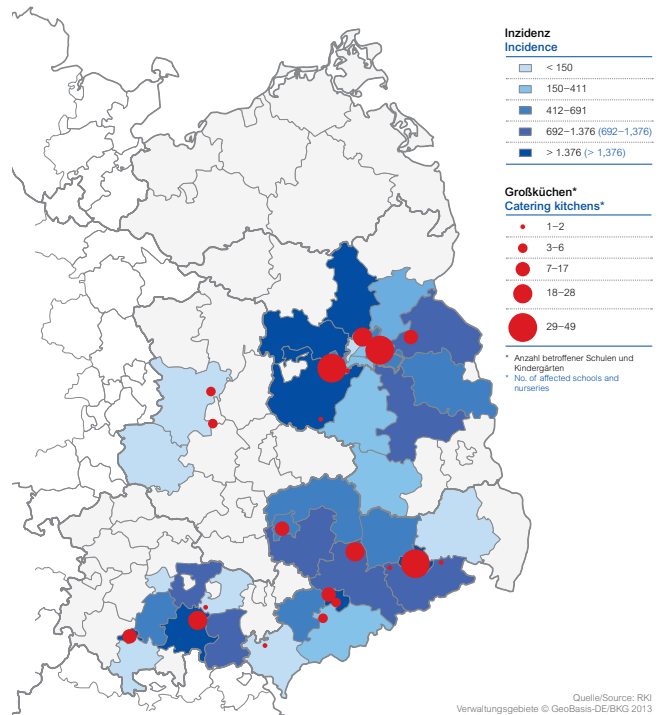 Inzidenz
Incidence
< 150
150–411
412–691
692–1.376 (692–1,376)
> 1.376 (> 1,376)
Großküchen*
Catering kitchens*
1–2
3–6
7–17
18–28
29–49
* Anzahl betroffener Schulen und
Kindergärten
* No. of affected schools and
nurseries
Quelle/Source: RKI
Verwaltungsgebiete © GeoBasis-DE/BKG 2013